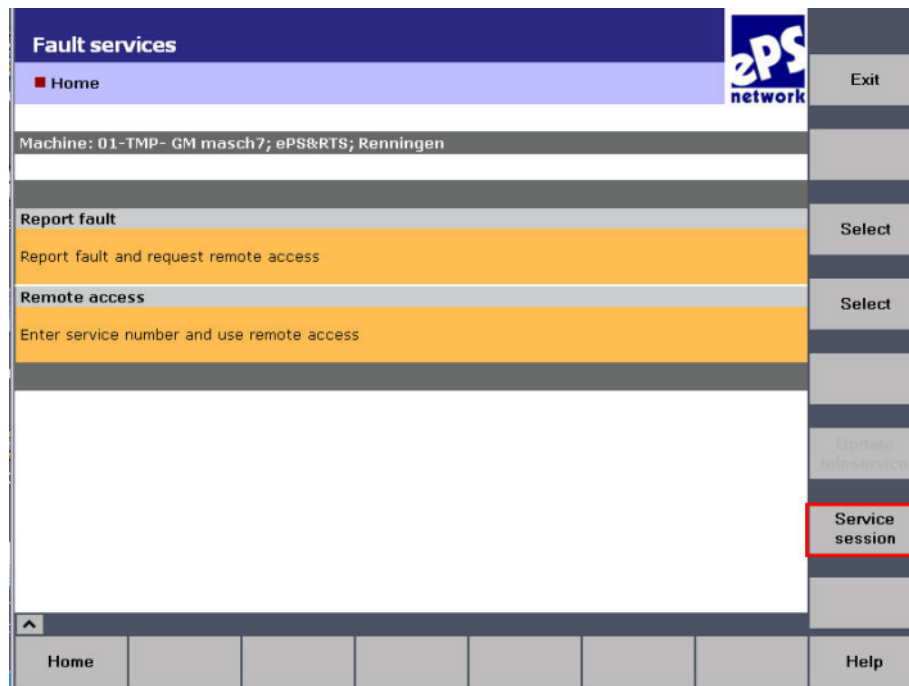 Fault services
Home
ePS
network
Exit
Machine: 01-TMP- GM masch7; ePS&RTS; Renningen
Report fault
Select
Report fault and request remote access
Remote access
Select
Enter service number and use remote access
Update
teleservice
Service
session
Home
Help